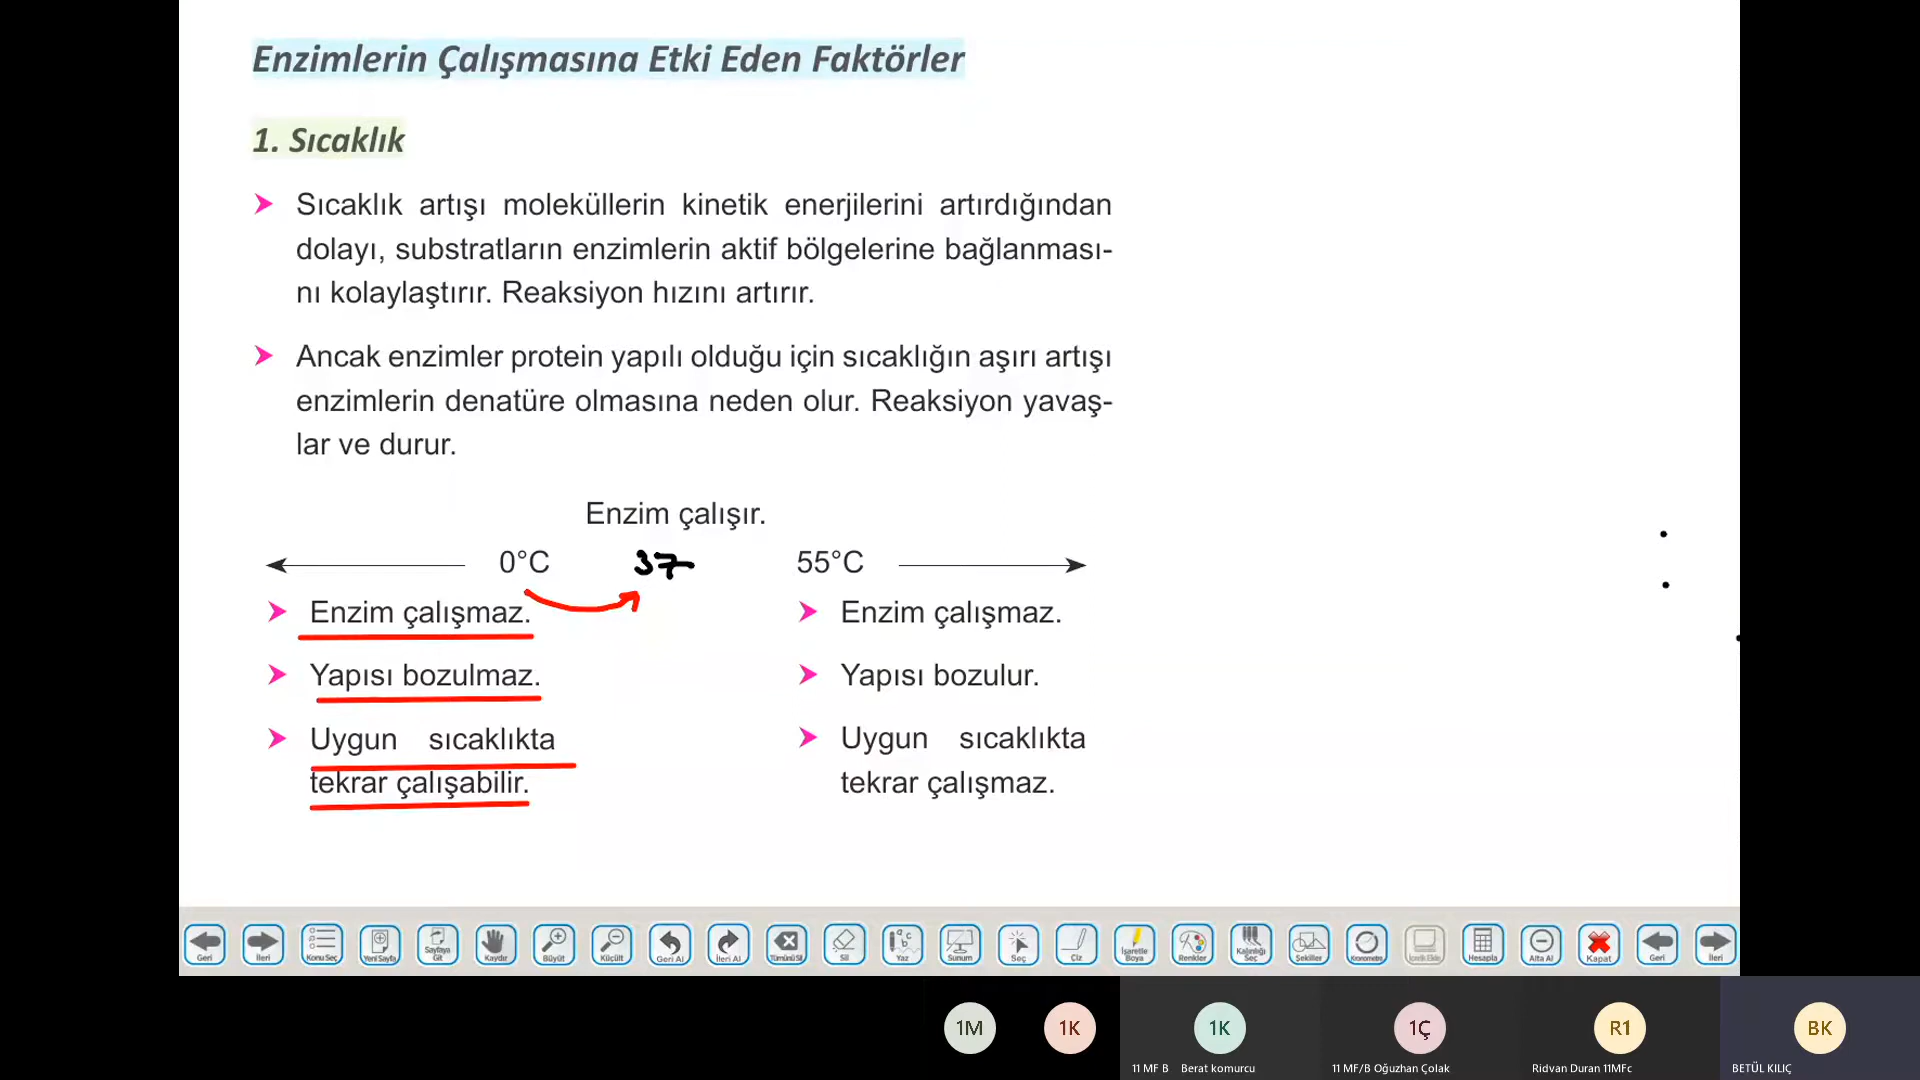 Enzimlerin Çalışmasına Etki Eden Faktörler
1. Sıcaklık
Sıcaklık artışı moleküllerin kinetik enerjilerini artırdığından
dolayı, substratların enzimlerin aktif bölgelerine bağlanması-
nı kolaylaştırır. Reaksiyon hızını artırır.
Ancak enzimler protein yapılı olduğu için sıcaklığın aşırı artışı
enzimlerin denatüre olmasına neden olur. Reaksiyon yavaş-
lar ve durur.
Enzim çalışır.
0°C 37 55°C
Enzim çalışmaz.
Yapısı bozulmaz.
Uygun sıcaklıkta
tekrar çalışabilir.
Enzim çalışmaz.
Yapısı bozulur.
Uygun sıcaklıkta
tekrar çalışmaz.
Geri İleri Konu Seç Yeni Sayfa Sayfaya Git Kaydır Büyüt Küçült Geri Al İleri Al Tümünü Sil Sil Yaz Sunum Seç Çiz İşaretle Boya Renkler Kalınlığı Seç Şekiller Kronometre İçerik Ekle Hesapla Alta Al Kapat Geri İleri
1M 1K 1K 1Ç R1 BK
11 MF B Berat komurcu 11 MF/B Oğuzhan Çolak Ridvan Duran 11MFc BETÜL KILIÇ